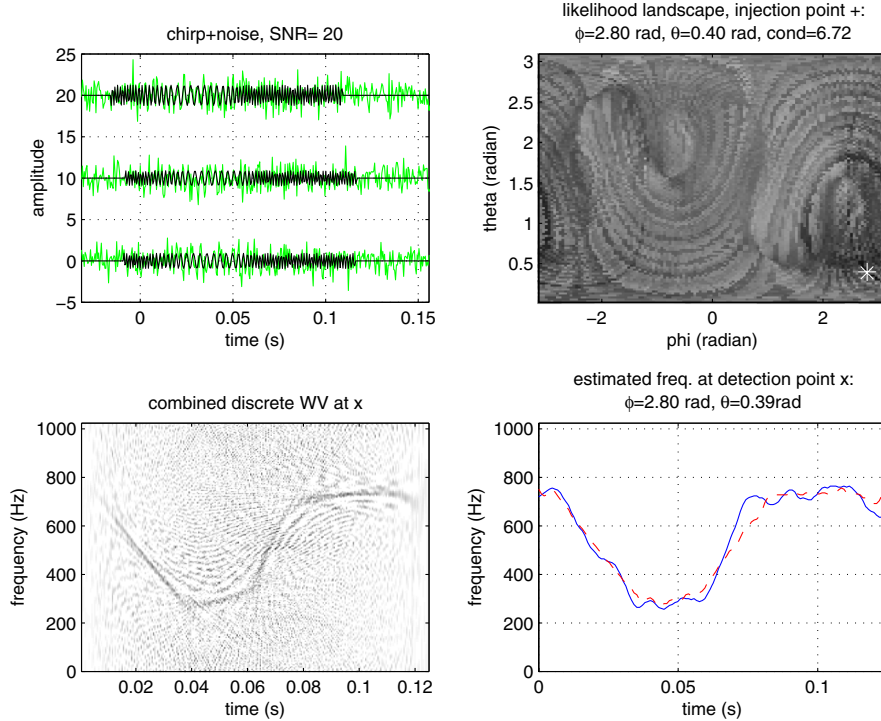 chirp+noise, SNR= 20
25
20
15
10
5
0
−5
amplitude
0
0.05
0.1
0.15
time (s)
likelihood landscape, injection point +:
ϕ=2.80 rad, θ=0.40 rad, cond=6.72
3
2.5
2
1.5
1
0.5
theta (radian)
−2
0
2
phi (radian)
combined discrete WV at x
1000
800
600
400
200
0
frequency (Hz)
0.02
0.04
0.06
0.08
0.1
0.12
time (s)
estimated freq. at detection point x:
ϕ=2.80 rad, θ=0.39rad
1000
800
600
400
200
0
frequency (Hz)
0
0.05
0.1
time (s)